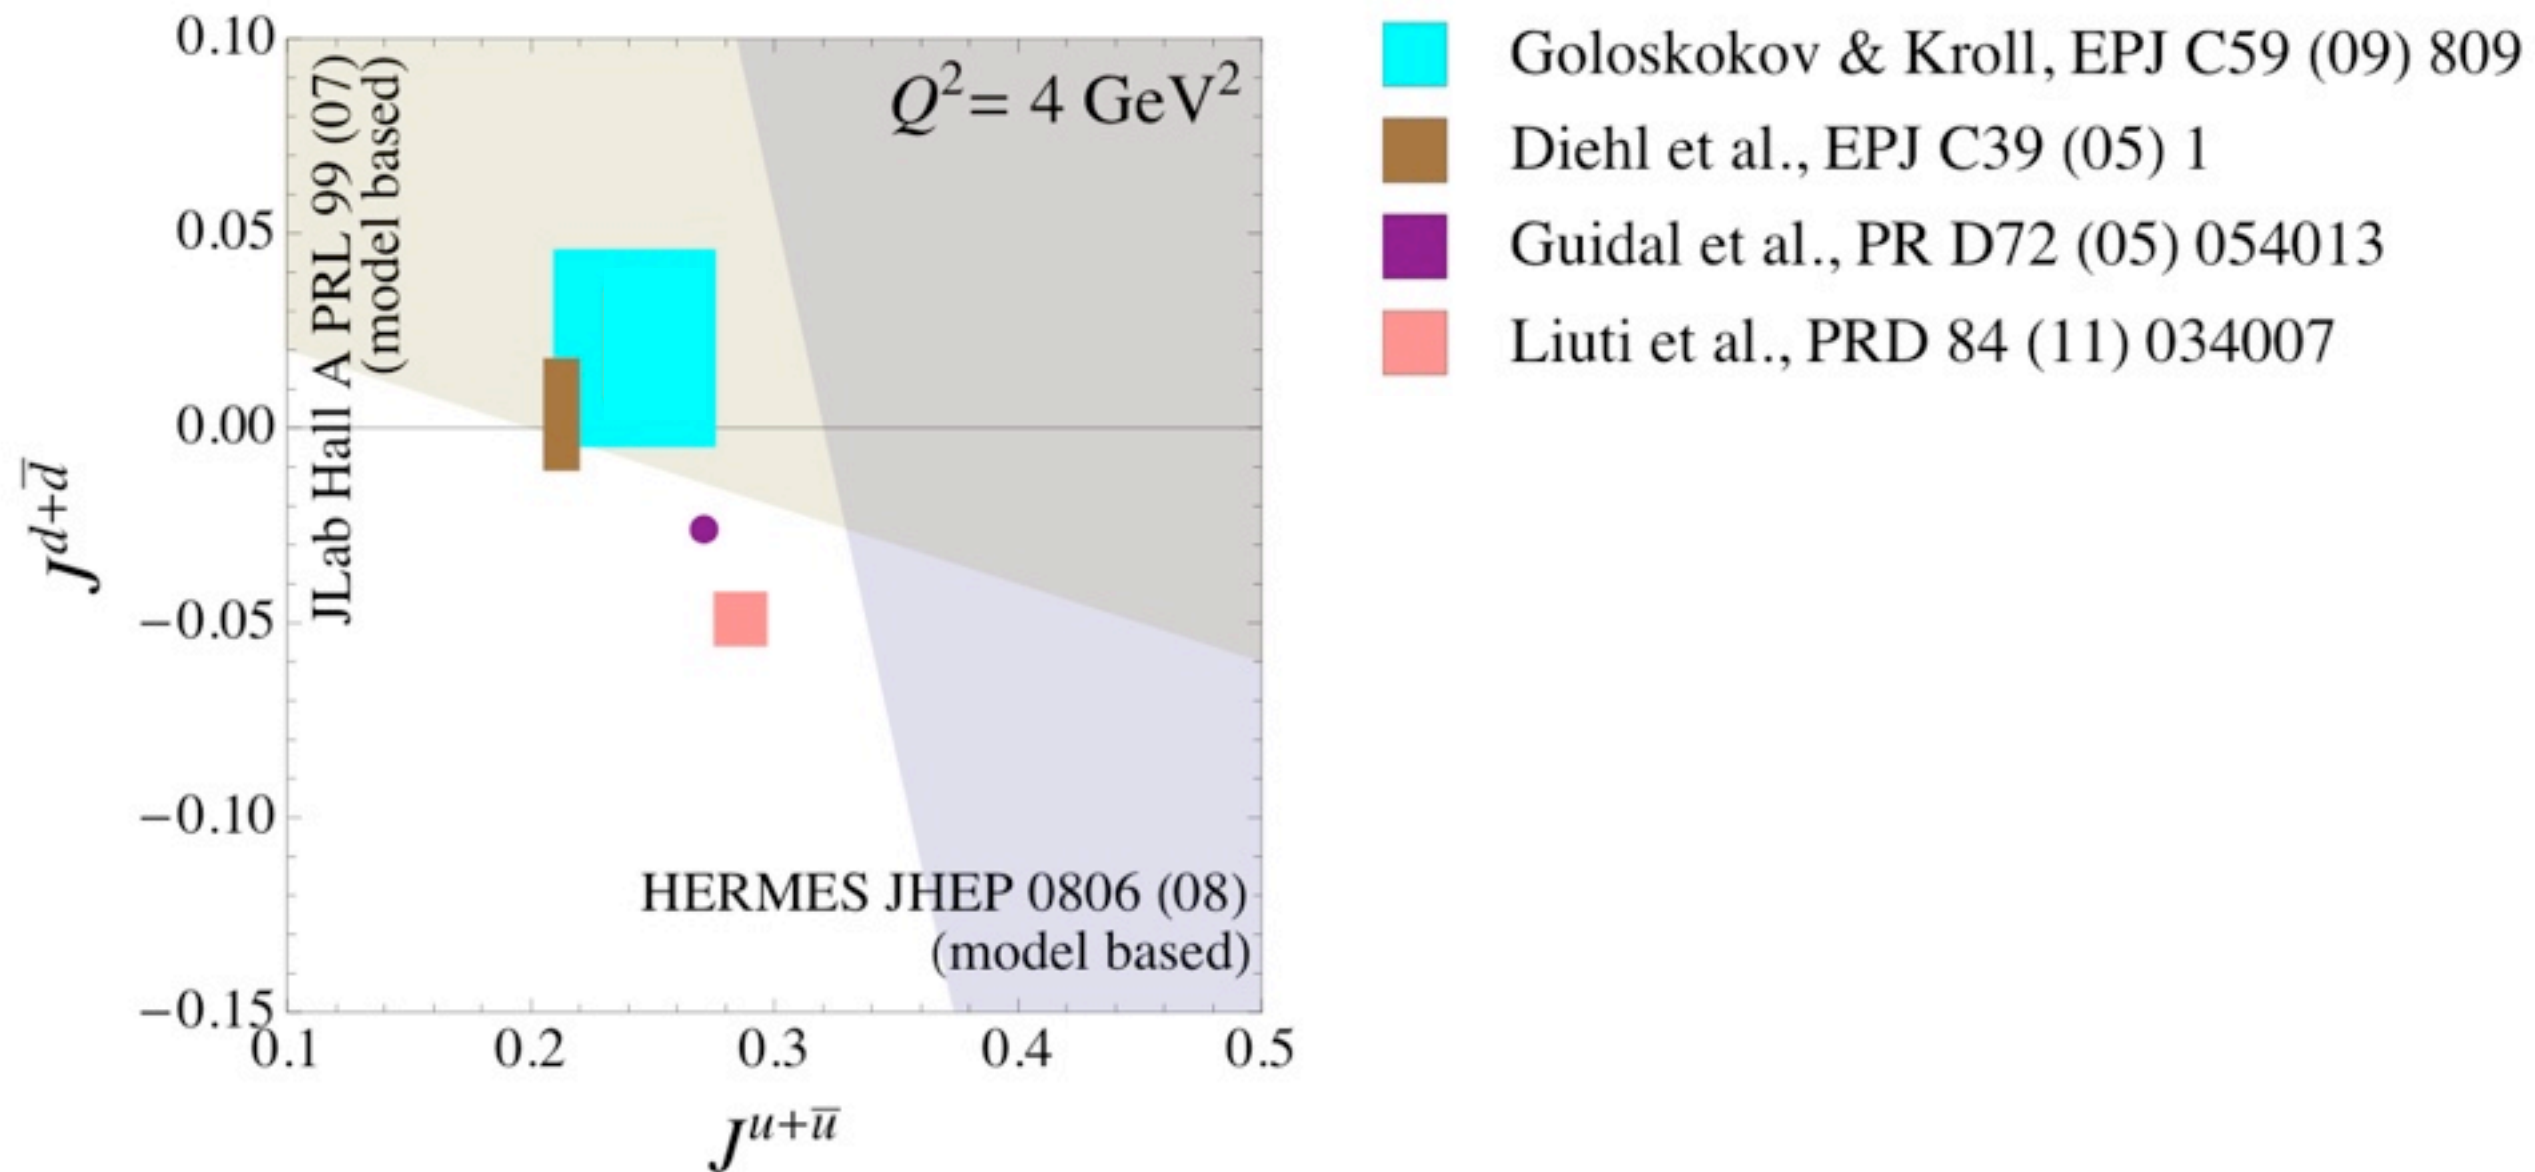 0.10
0.05
0.00
−0.05
−0.10
−0.15
0.1
0.2
0.3
0.4
0.5
J^{d+d̄}
J^{u+ū}
JLab Hall A PRL 99 (07)
(model based)
Q²= 4 GeV²
HERMES JHEP 0806 (08)
(model based)
Goloskokov & Kroll, EPJ C59 (09) 809
Diehl et al., EPJ C39 (05) 1
Guidal et al., PR D72 (05) 054013
Liuti et al., PRD 84 (11) 034007